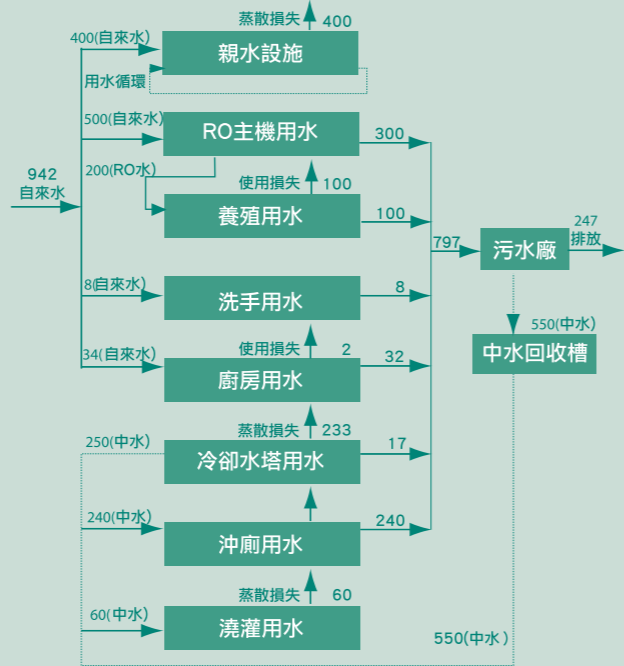 蒸散損失 400
400(自來水)
親水設施
用水循環
500(自來水)
RO主機用水
300
942
自來水
200(RO水)
使用損失 100
養殖用水
100
797
污水廠
247
排放
8(自來水)
洗手用水
8
550(中水)
中水回收槽
34(自來水)
使用損失 2
廚房用水
32
蒸散損失 233
250(中水)
冷卻水塔用水
17
240(中水)
沖廁用水
240
蒸散損失 60
60(中水)
澆灌用水
550(中水)